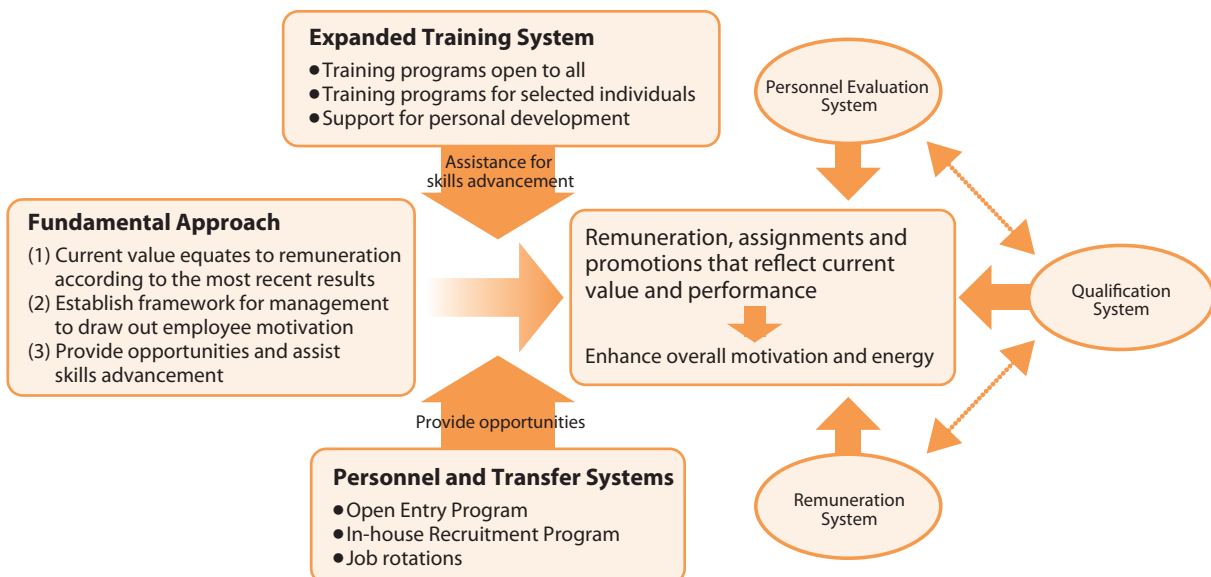 Expanded Training System
●Training programs open to all
●Training programs for selected individuals
●Support for personal development
Assistance for
skills advancement
Fundamental Approach
(1) Current value equates to remuneration
according to the most recent results
(2) Establish framework for management
to draw out employee motivation
(3) Provide opportunities and assist
skills advancement
Provide opportunities
Personnel and Transfer Systems
●Open Entry Program
●In-house Recruitment Program
●Job rotations
Remuneration, assignments and
promotions that reflect current
value and performance
Enhance overall motivation and energy
Personnel Evaluation
System
Qualification
System
Remuneration
System